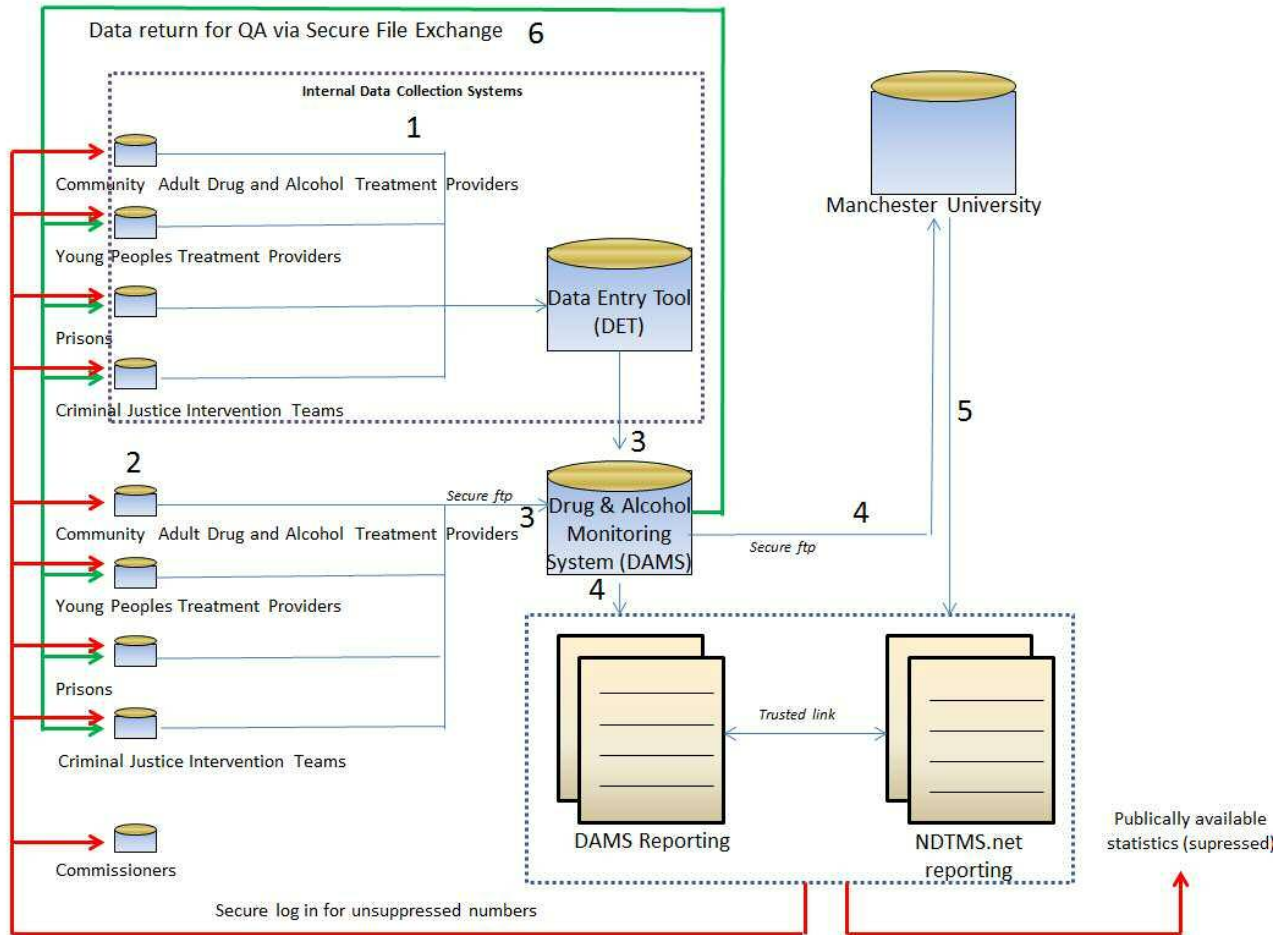 Data return for QA via Secure File Exchange 6
Internal Data Collection Systems
1
Community Adult Drug and Alcohol Treatment Providers
Young Peoples Treatment Providers
Prisons
Criminal Justice Intervention Teams
Data Entry Tool
(DET)
Manchester University
2
3
5
Community Adult Drug and Alcohol Treatment Providers
Young Peoples Treatment Providers
Prisons
Criminal Justice Intervention Teams
Secure ftp
3
Drug & Alcohol
Monitoring
System (DAMS)
4
Secure ftp
4
Trusted link
DAMS Reporting
NDTMS.net
reporting
Publically available
statistics (supressed)
Commissioners
Secure log in for unsuppressed numbers